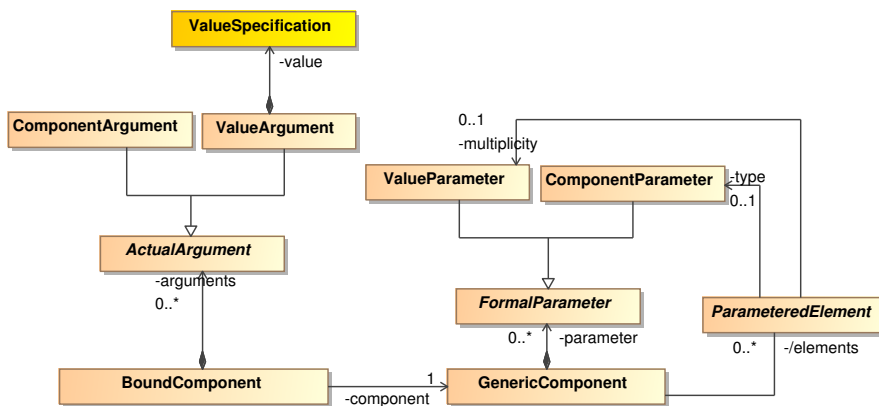 ValueSpecification
-value
ComponentArgument
ValueArgument
0..1
-multiplicity
ValueParameter
ComponentParameter
-type
0..1
ActualArgument
-arguments
0..*
FormalParameter
0..*
-parameter
ParameteredElement
0..*
-/elements
BoundComponent
1
-component
GenericComponent